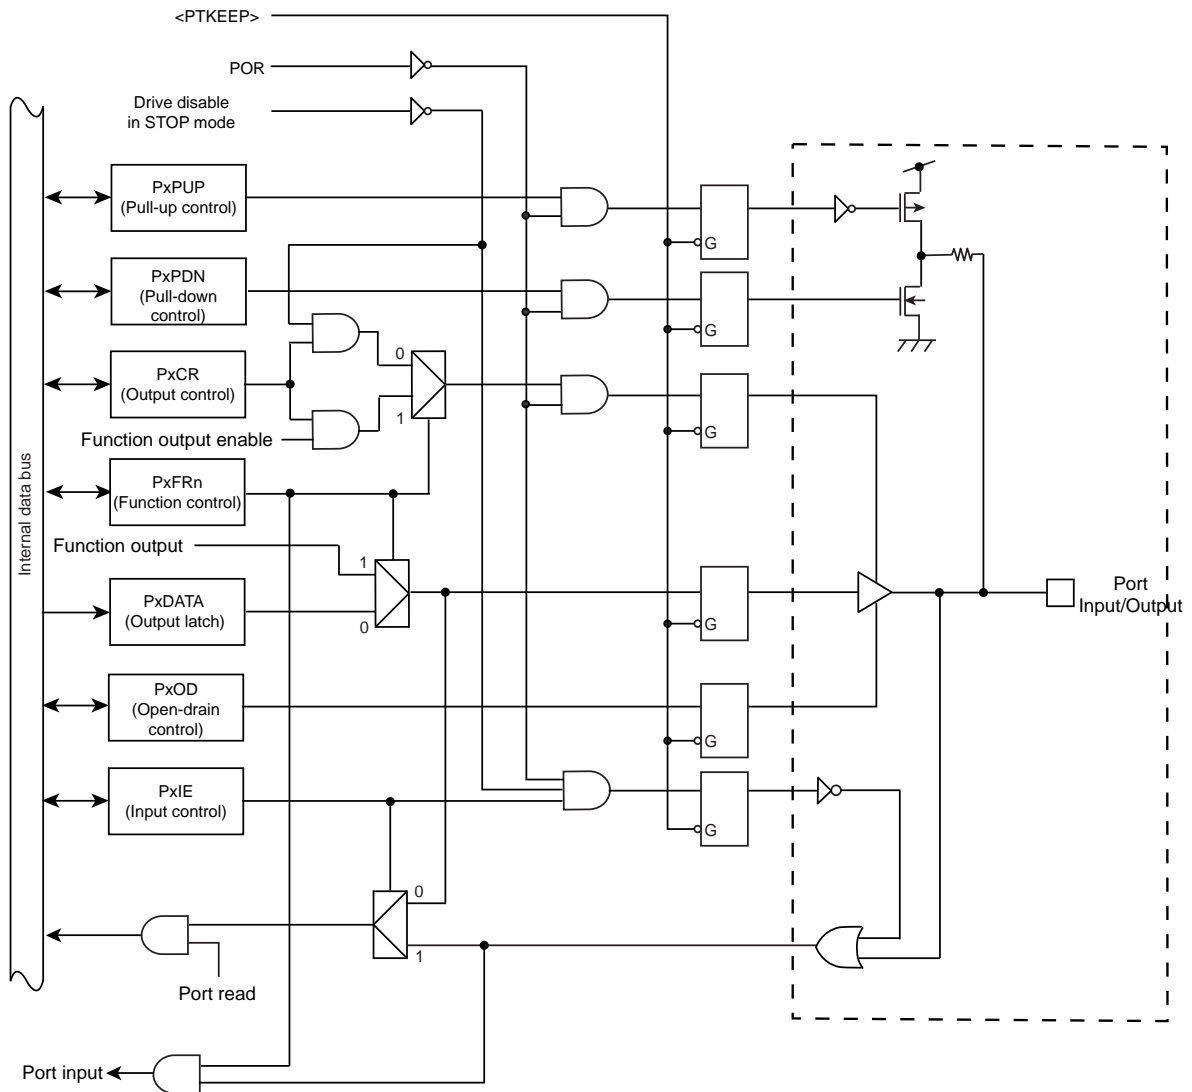 <PTKEEP>
POR
Drive disable
in STOP mode
PxPUP
(Pull-up control)
G
PxPDN
(Pull-down
control)
G
0
PxCR
(Output control)
1
G
Function output enable
PxFRn
(Function control)
Internal data bus
Function output
1
PxDATA
(Output latch)
0
G
Port
Input/Output
PxOD
(Open-drain
control)
G
PxIE
(Input control)
G
0
1
Port read
Port input